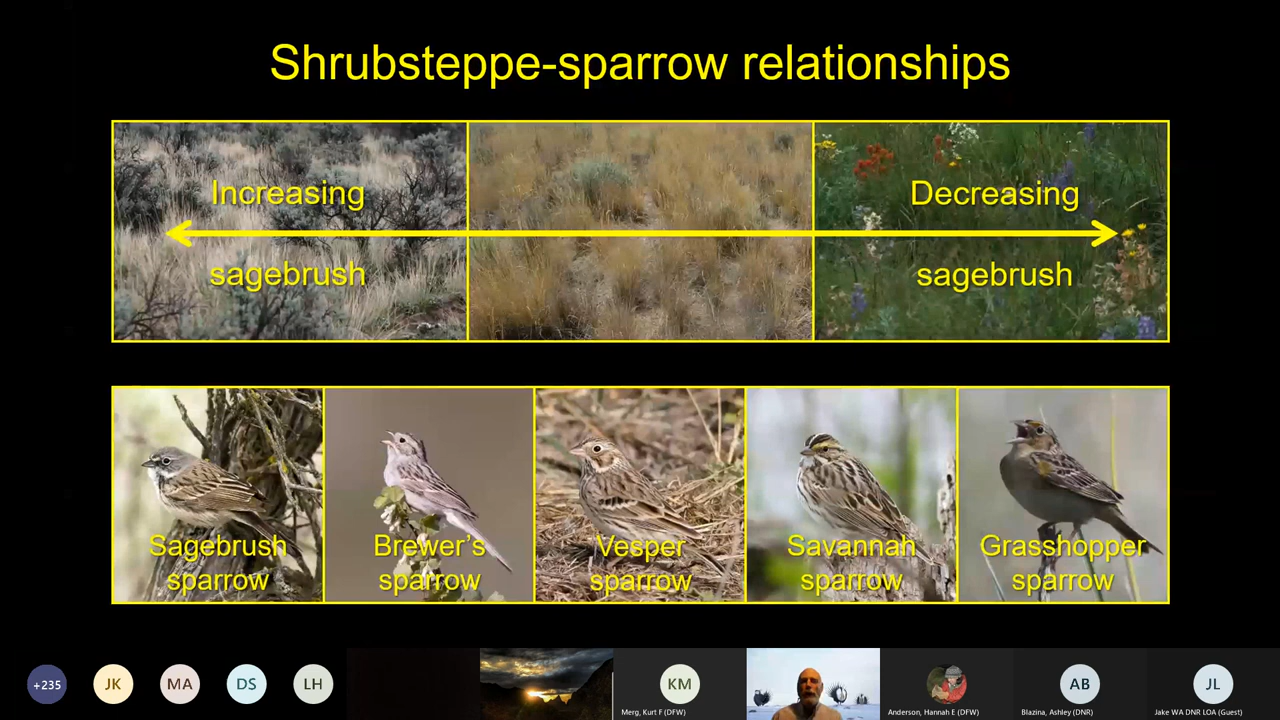 Shrubsteppe-sparrow relationships
Increasing
sagebrush
Decreasing
sagebrush
Sagebrush
sparrow
Brewer's
sparrow
Vesper
sparrow
Savannah
sparrow
Grasshopper
sparrow
+235
JK
MA
DS
LH
KM
AB
JL
Merg, Kurt F (DFW)
Anderson, Hannah E (DFW)
Blazina, Ashley (DNR)
Jake WA DNR LOA (Guest)